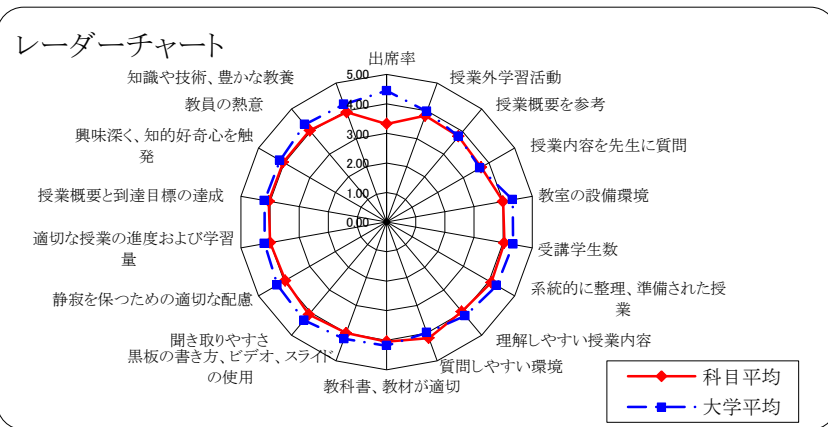 レーダーチャート
出席率
授業外学習活動
授業概要を参考
授業内容を先生に質問
教室の設備環境
受講学生数
系統的に整理、準備された授
業
理解しやすい授業内容
質問しやすい環境
教科書、教材が適切
黒板の書き方、ビデオ、スライド
の使用
聞き取りやすさ
静寂を保つための適切な配慮
適切な授業の進度および学習
量
授業概要と到達目標の達成
興味深く、知的好奇心を触
発
教員の熱意
知識や技術、豊かな教養
5.00
4.00
3.00
2.00
1.00
0.00
科目平均
大学平均